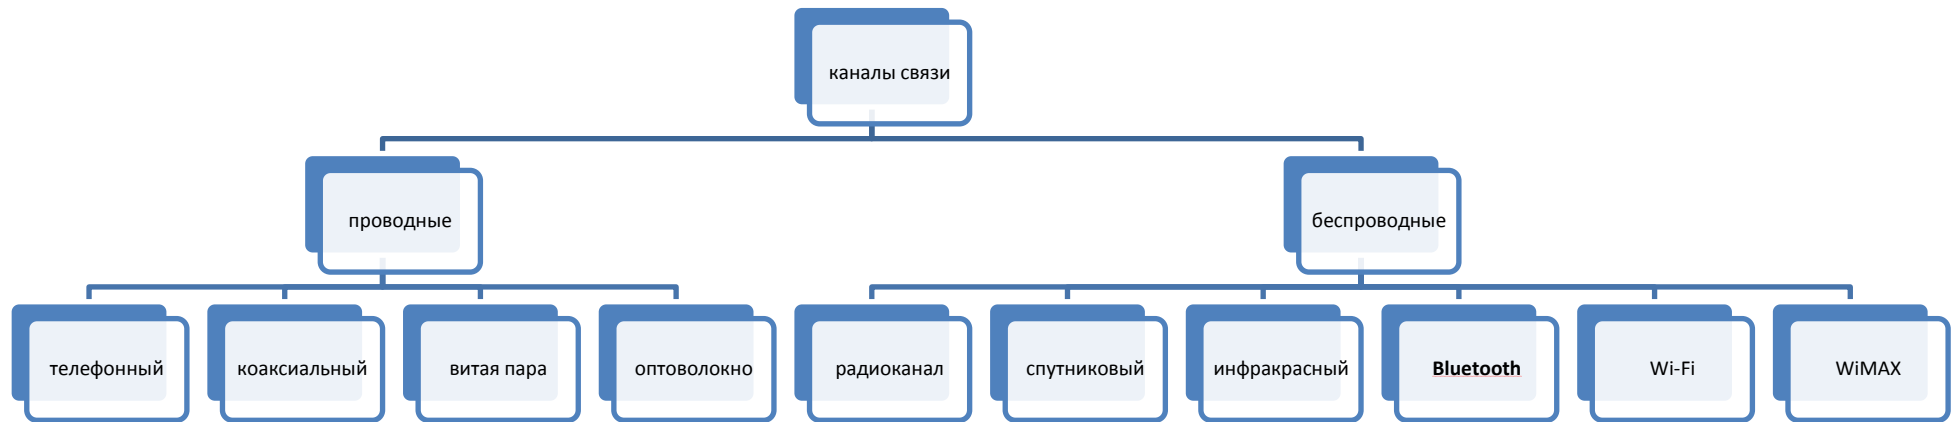 каналы связи
проводные
беспроводные
телефонный
коаксиальный
витая пара
оптоволокно
радиоканал
спутниковый
инфракрасный
Bluetooth
Wi-Fi
WiMAX